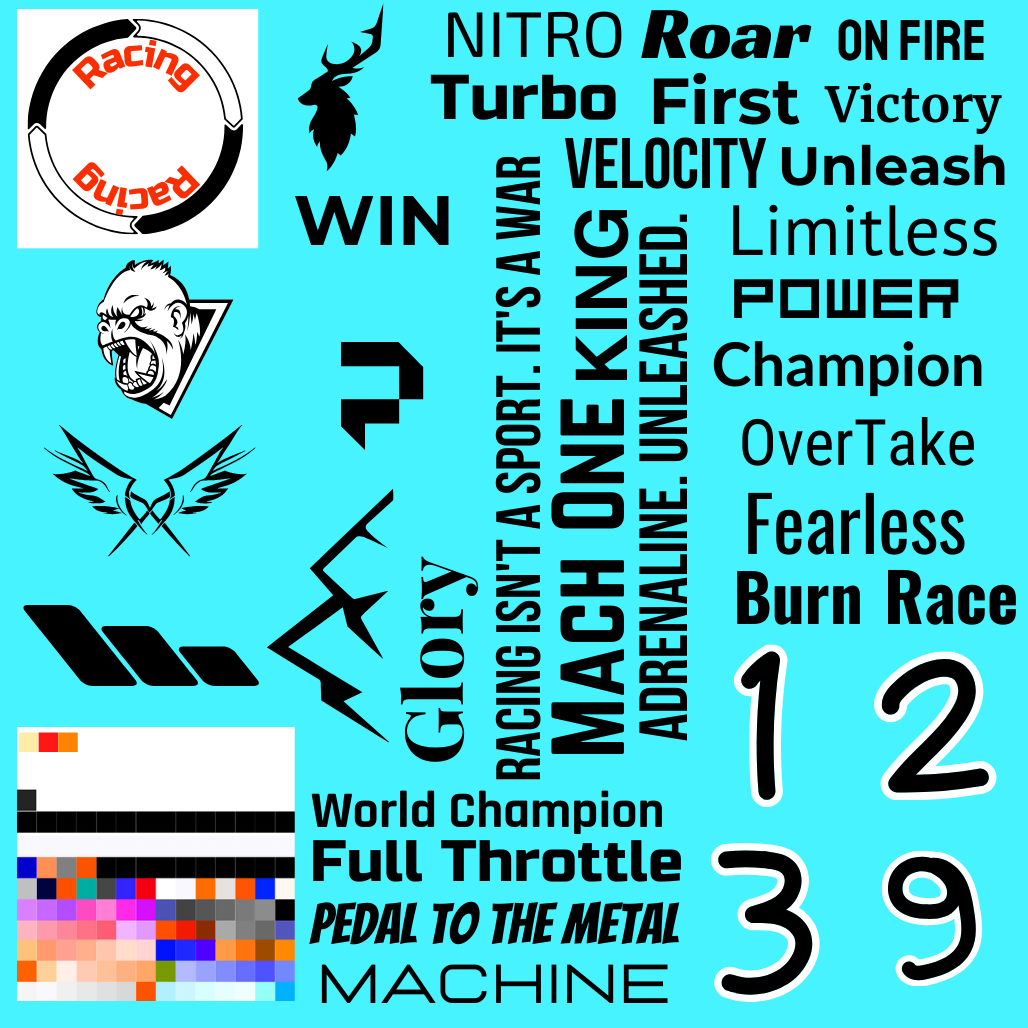 Racing
Racing
NITRO
Roar
ON FIRE
Turbo
First
Victory
VELOCITY
Unleash
WIN
Limitless
POWER
Champion
OverTake
Fearless
Burn Race
Glory
RACING ISN'T A SPORT. IT'S A WAR
MACH ONE KING
ADRENALINE. UNLEASHED.
1
2
3
9
World Champion
Full Throttle
PEDAL TO THE METAL
MACHINE